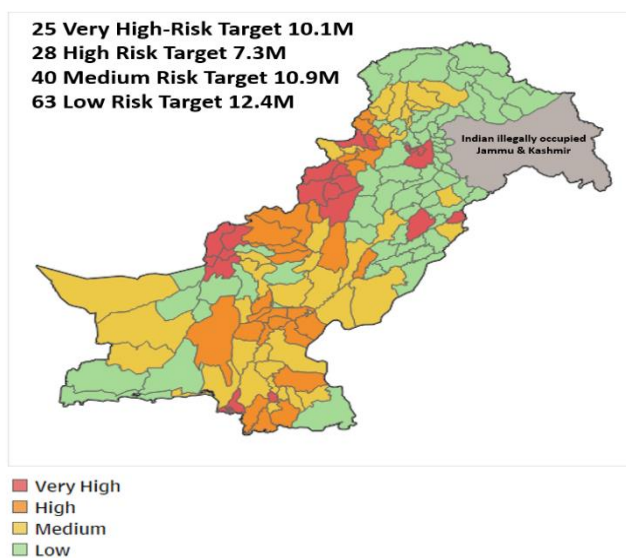 25 Very High-Risk Target 10.1M
28 High Risk Target 7.3M
40 Medium Risk Target 10.9M
63 Low Risk Target 12.4M
Indian illegally occupied
Jammu & Kashmir
Very High
High
Medium
Low